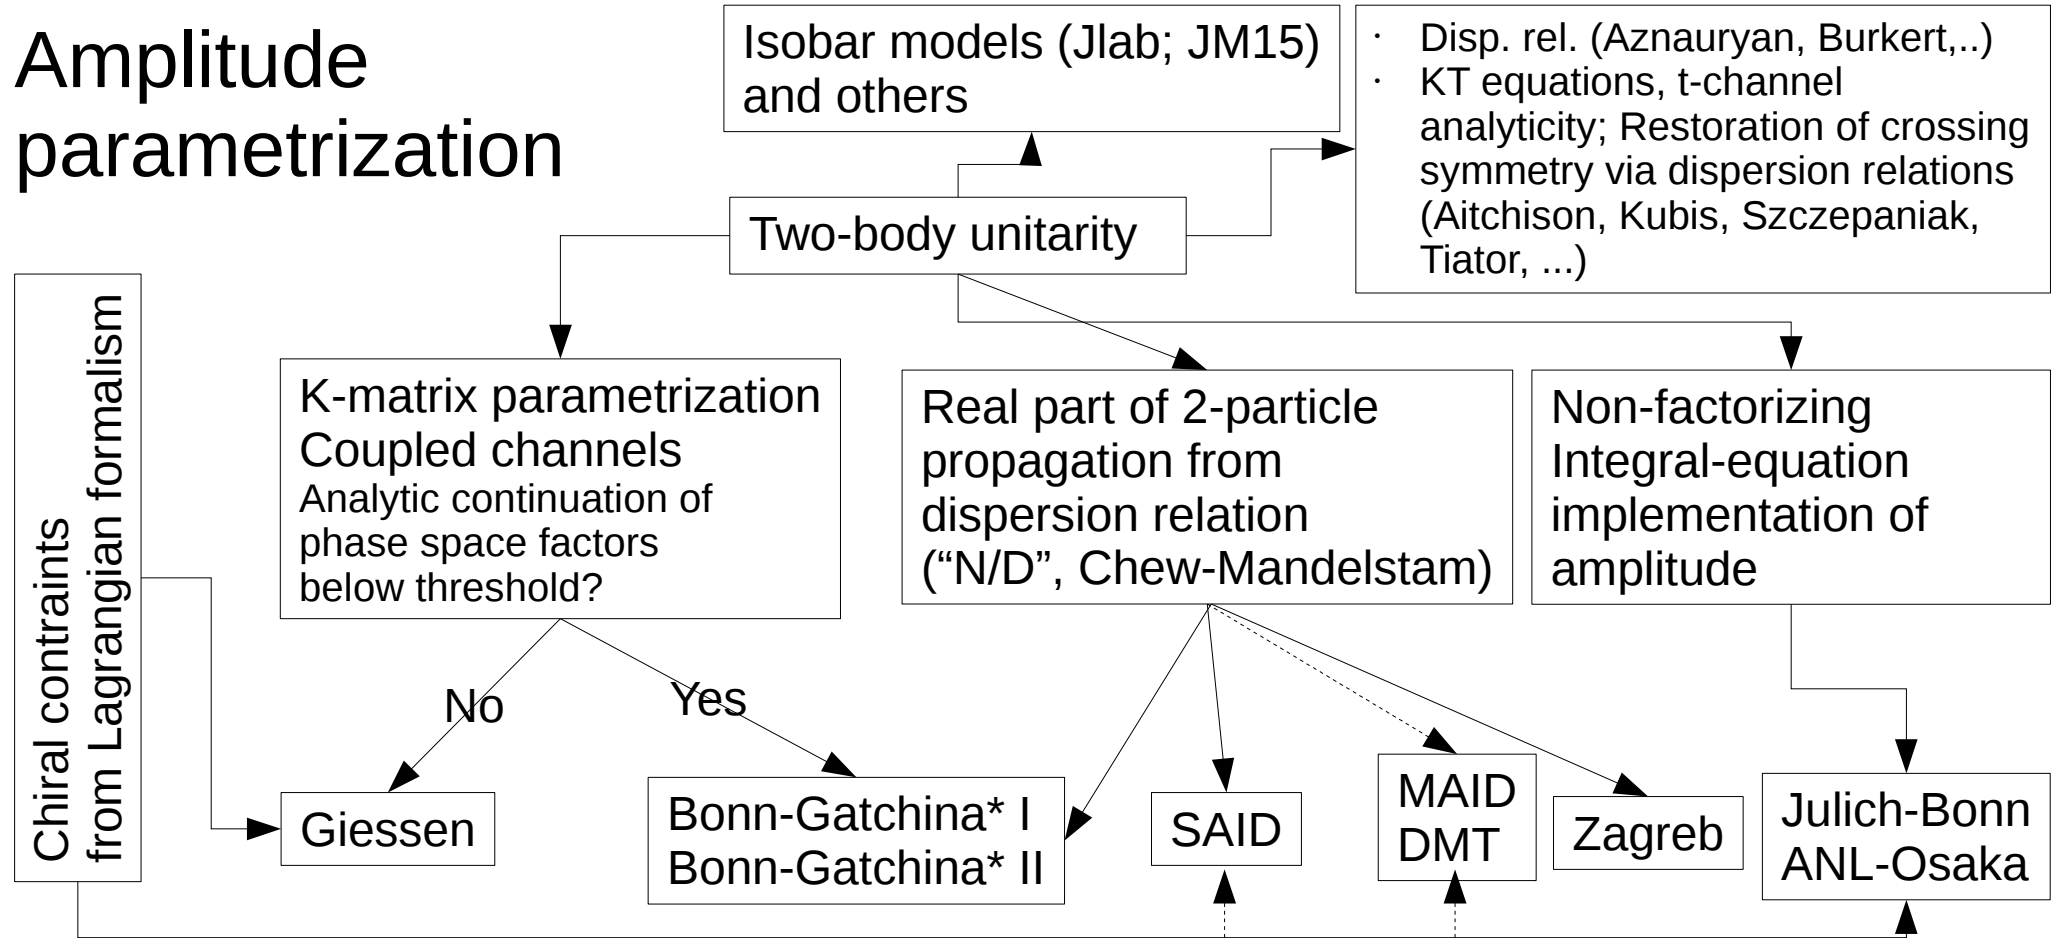 Amplitude
parametrization
Isobar models (Jlab; JM15)
and others
· Disp. rel. (Aznauryan, Burkert,..)
· KT equations, t-channel
analyticity; Restoration of crossing
symmetry via dispersion relations
(Aitchison, Kubis, Szczepaniak,
Tiator, ...)
Two-body unitarity
Chiral contraints
from Lagrangian formalism
K-matrix parametrization
Coupled channels
Analytic continuation of
phase space factors
below threshold?
Real part of 2-particle
propagation from
dispersion relation
(“N/D”, Chew-Mandelstam)
Non-factorizing
Integral-equation
implementation of
amplitude
No
Yes
Giessen
Bonn-Gatchina* I
Bonn-Gatchina* II
SAID
MAID
DMT
Zagreb
Julich-Bonn
ANL-Osaka